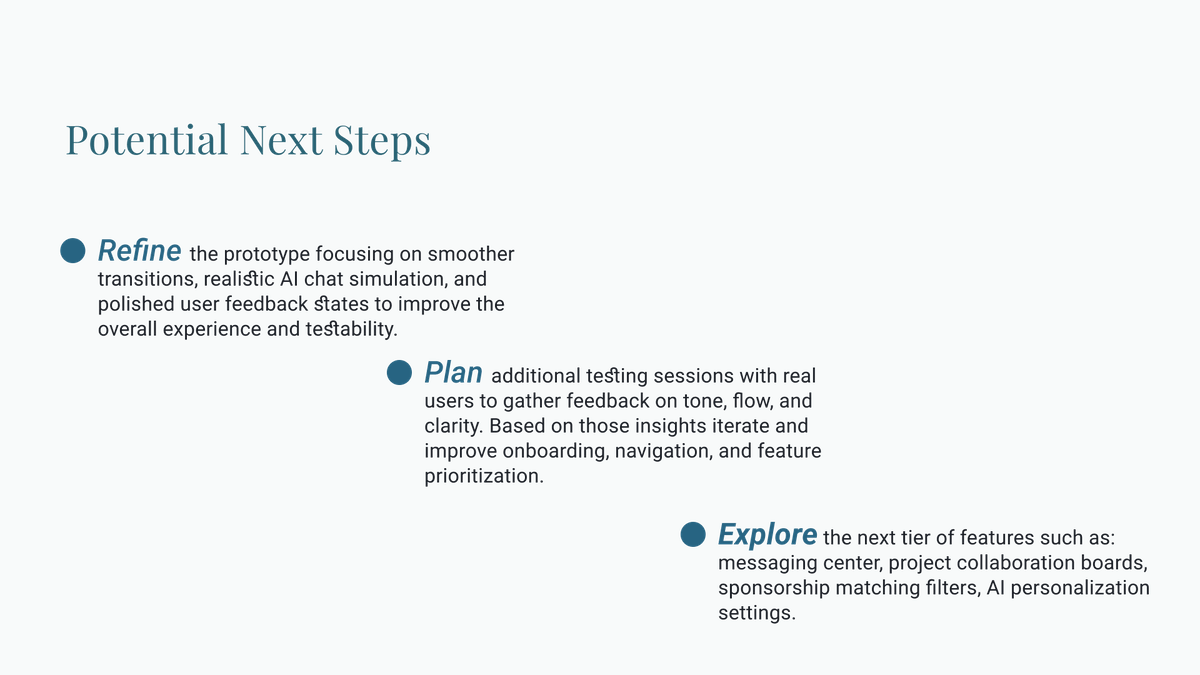 Potential Next Steps
Refine the prototype focusing on smoother
transitions, realistic AI chat simulation, and
polished user feedback states to improve the
overall experience and testability.
Plan additional testing sessions with real
users to gather feedback on tone, flow, and
clarity. Based on those insights iterate and
improve onboarding, navigation, and feature
prioritization.
Explore the next tier of features such as:
messaging center, project collaboration boards,
sponsorship matching filters, AI personalization
settings.